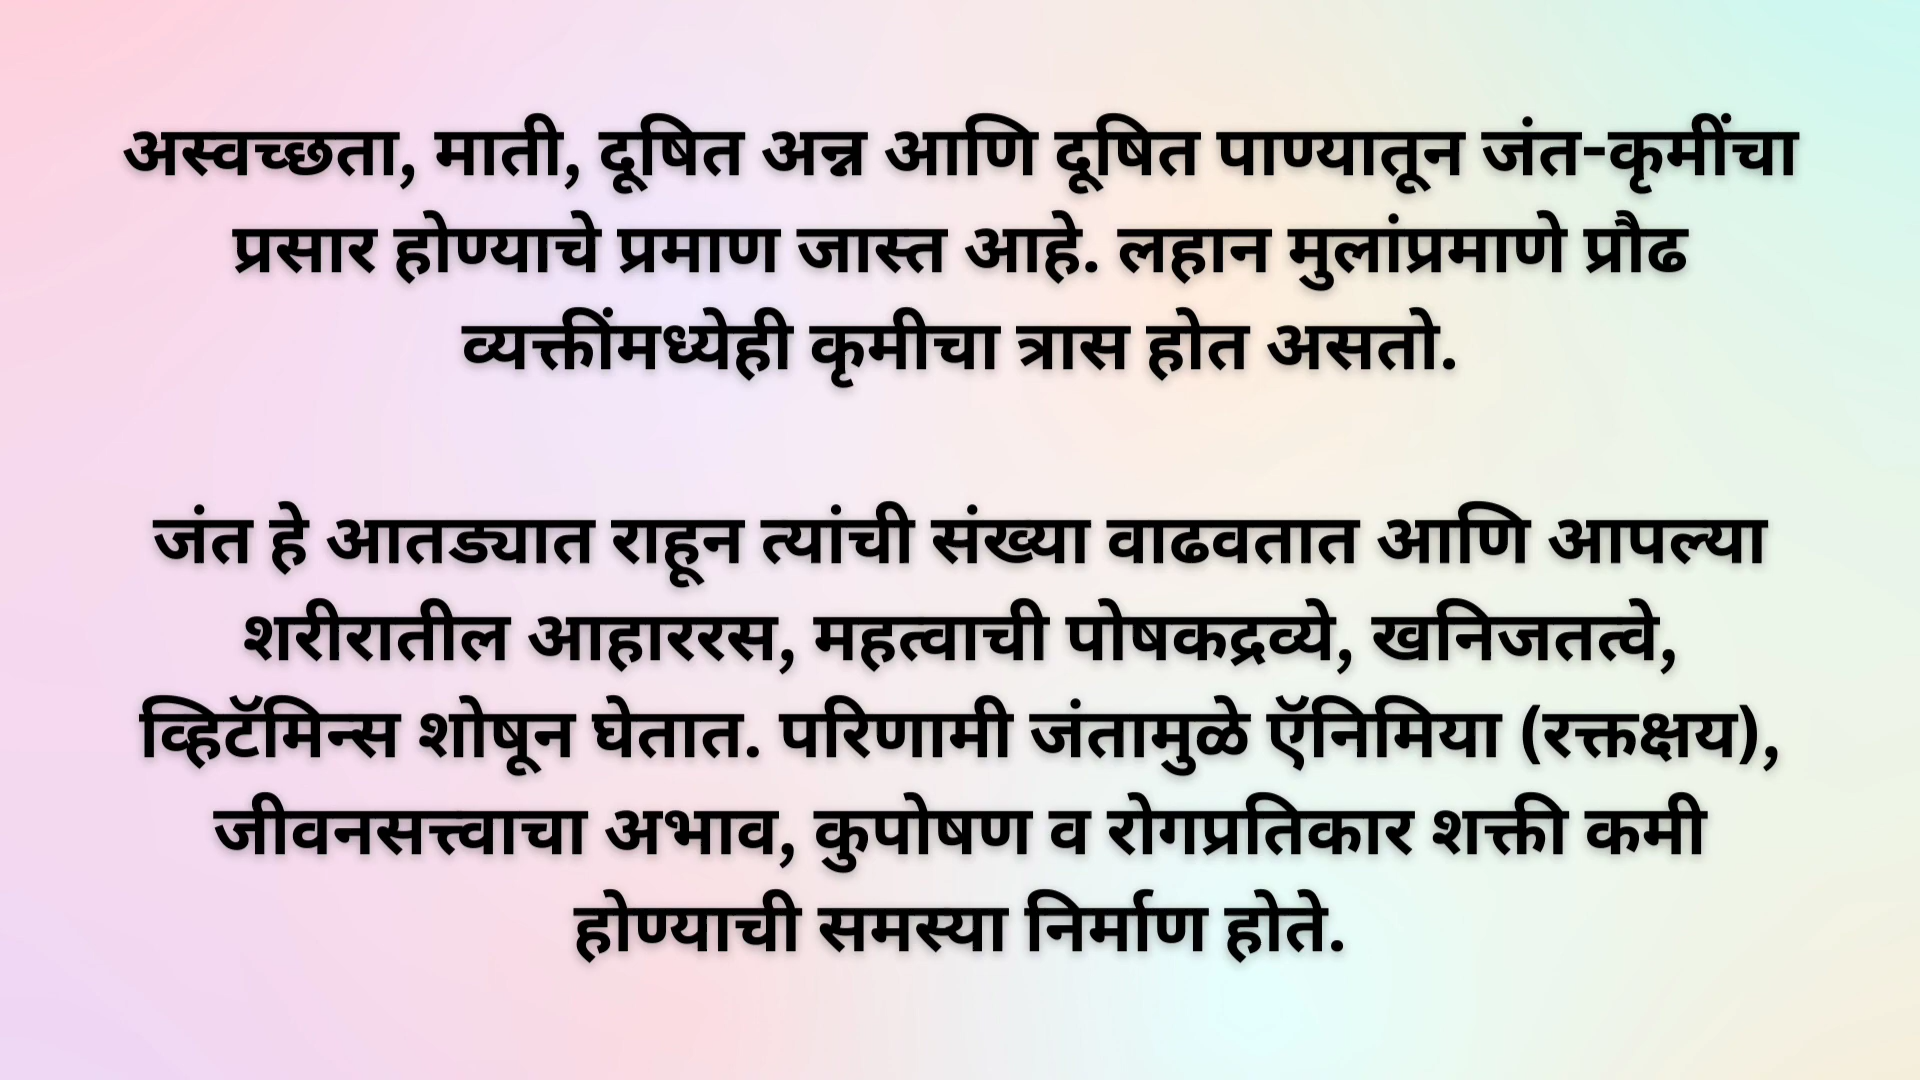 अस्वच्छता, माती, दूषित अन्न आणि दूषित पाण्यातून जंत-कृमींचा
प्रसार होण्याचे प्रमाण जास्त आहे. लहान मुलांप्रमाणे प्रौढ
व्यक्तींमध्येही कृमीचा त्रास होत असतो.
जंत हे आतड्यात राहून त्यांची संख्या वाढवतात आणि आपल्या
शरीरातील आहाररस, महत्वाची पोषकद्रव्ये, खनिजतत्वे,
व्हिटॅमिन्स शोषून घेतात. परिणामी जंतामुळे ऍनिमिया (रक्तक्षय),
जीवनसत्त्वाचा अभाव, कुपोषण व रोगप्रतिकार शक्ती कमी
होण्याची समस्या निर्माण होते.